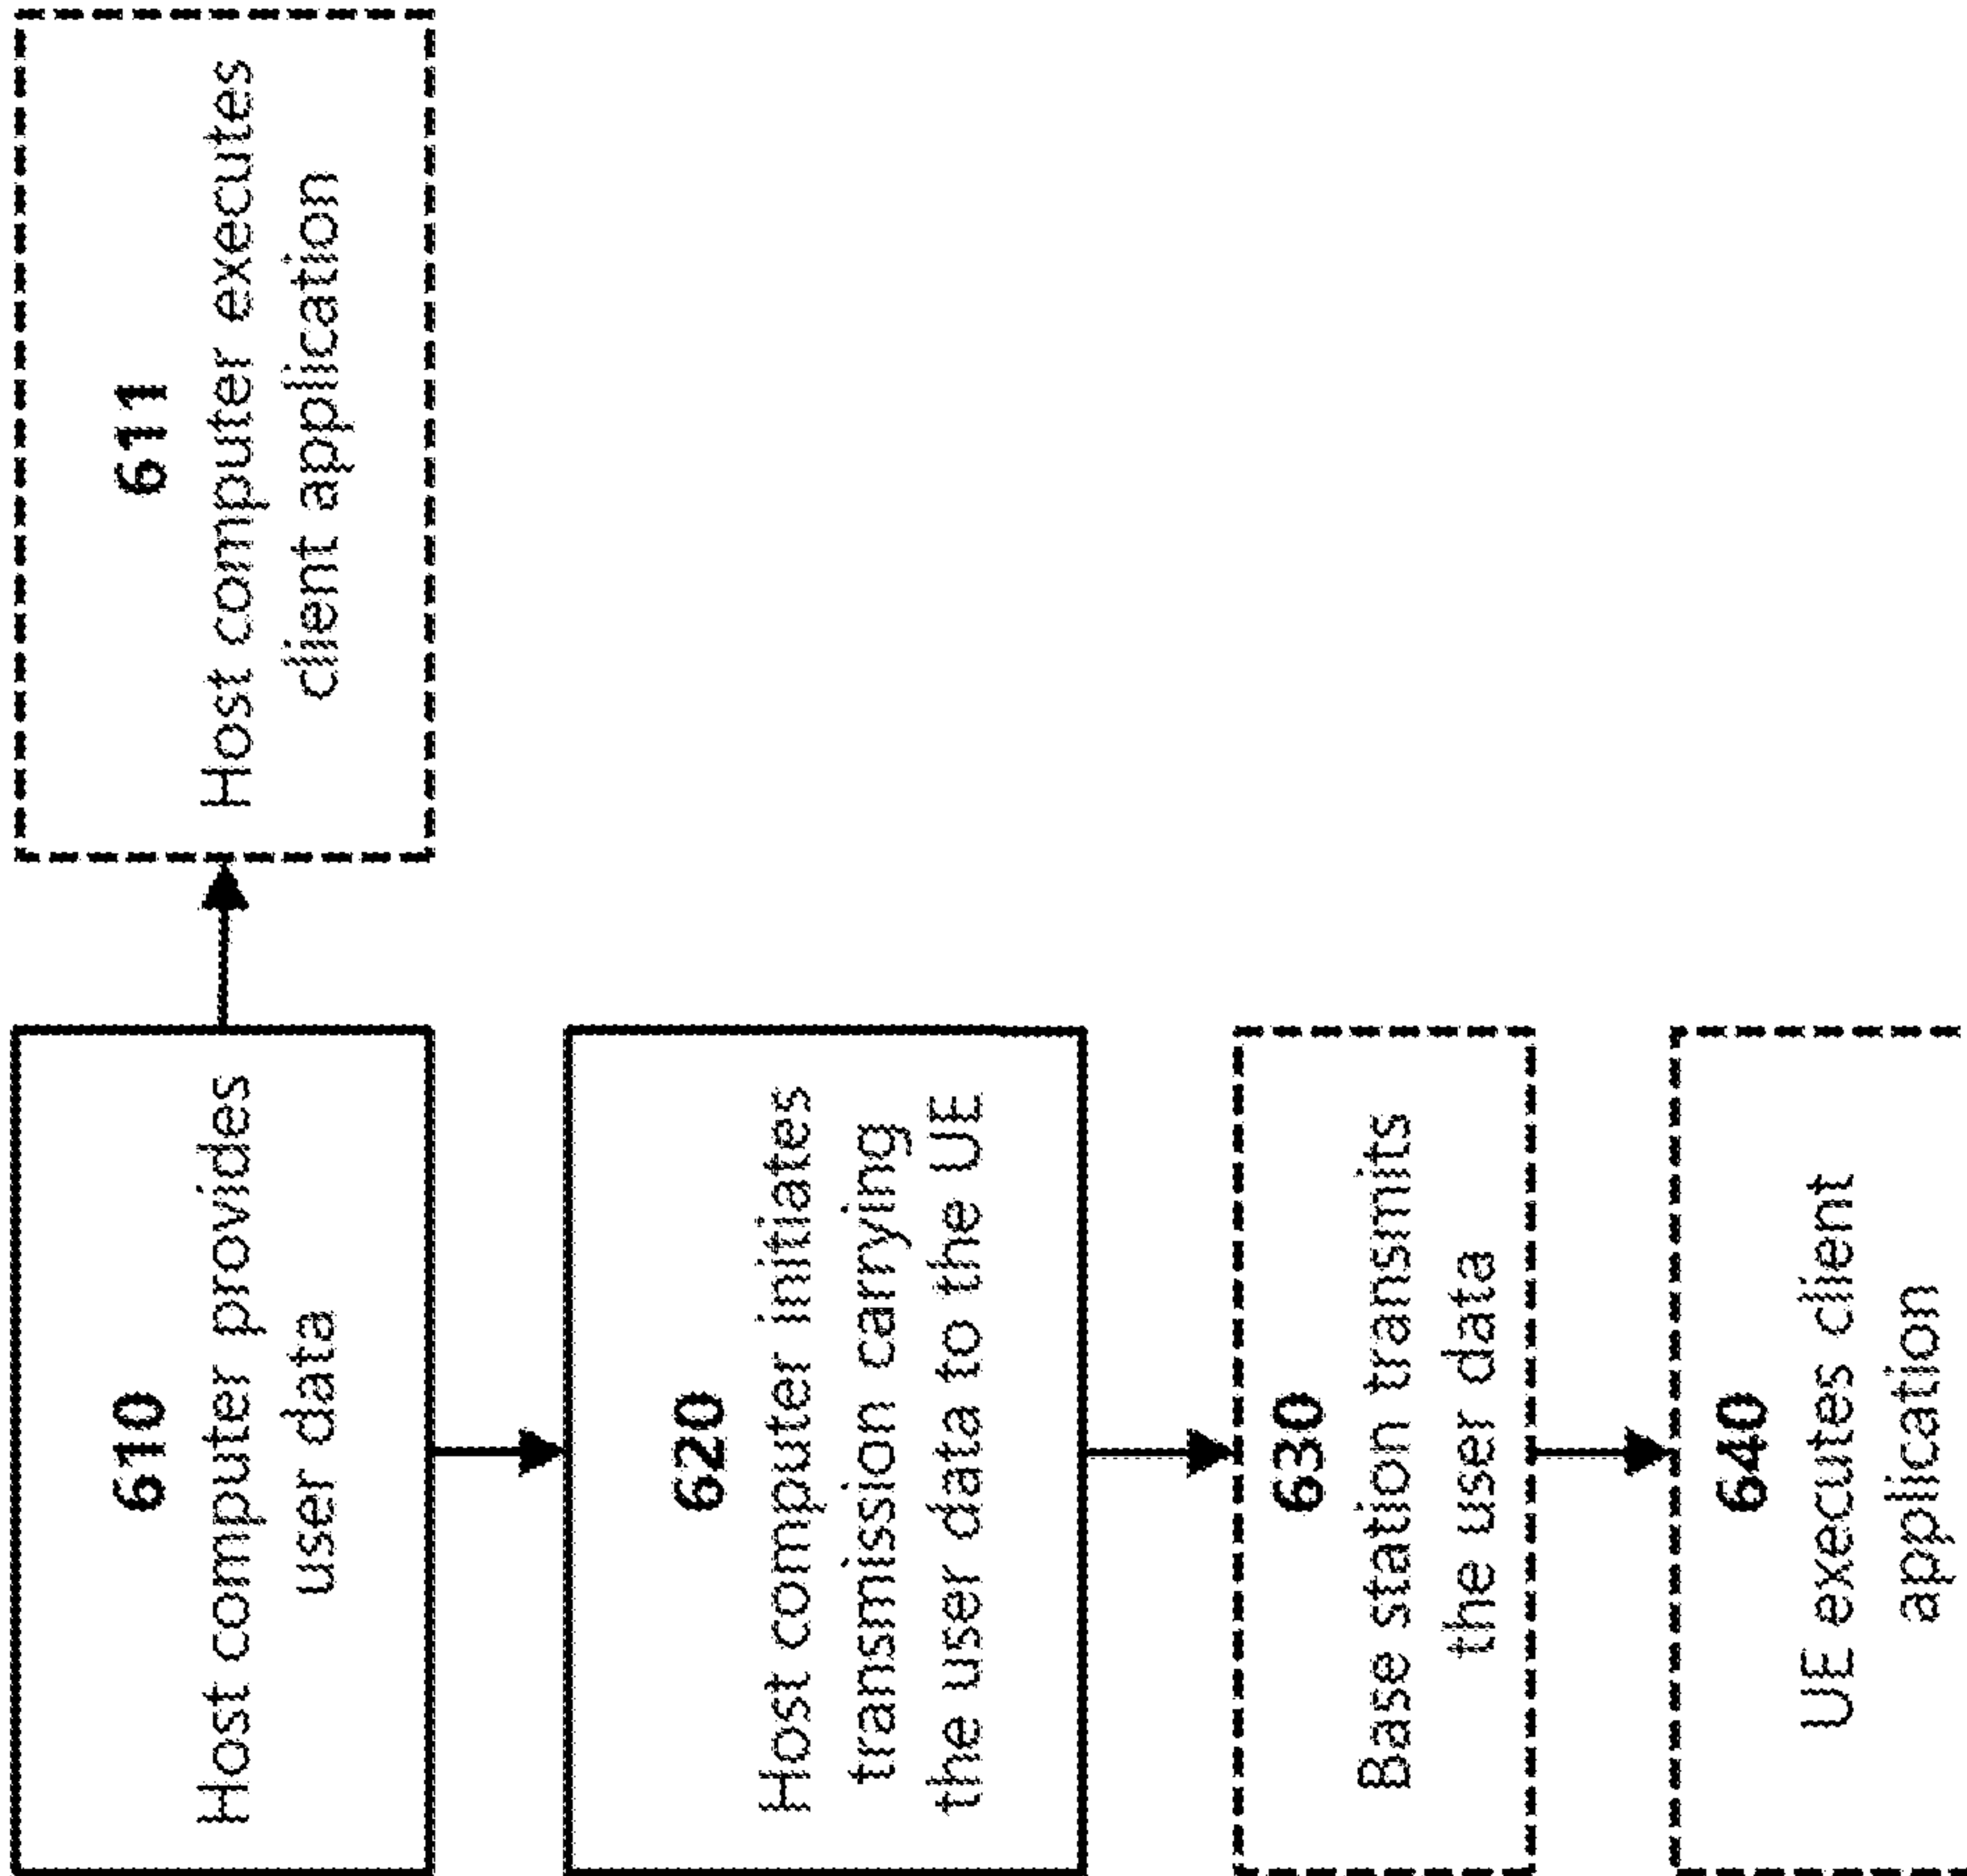 610
Host computer provides
user data
611
Host computer executes
client application
620
Host computer initiates
transmission carrying
the user data to the UE
630
Base station transmits
the user data
640
UE executes client
application